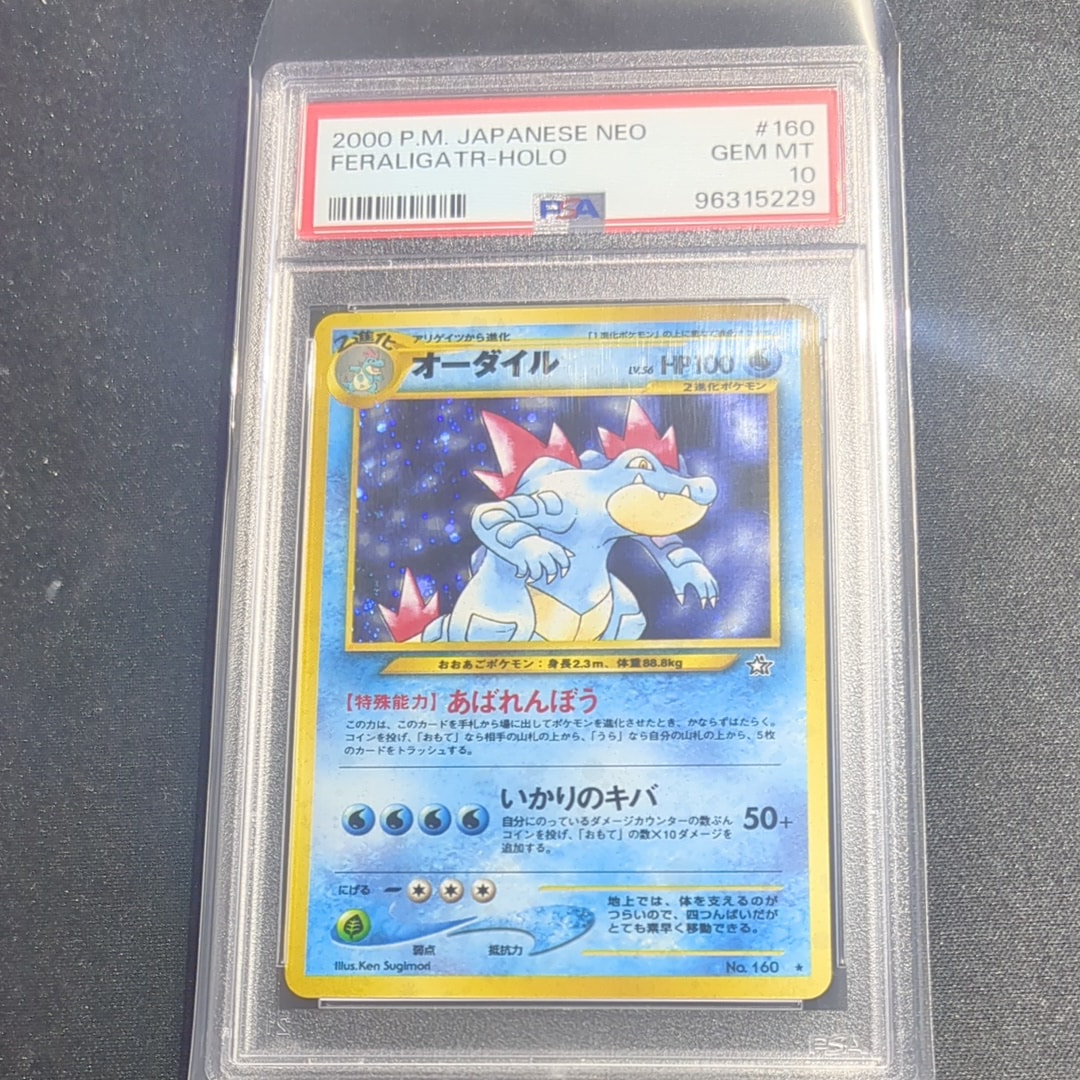 2000 P.M. JAPANESE NEO #160
FERALIGATR-HOLO GEM MT
10
PSA 96315229
2進化 アリゲイツから進化
オーダイル LV.56 HP100
2進化ポケモン
おおあごポケモン:身長2.3m、体重88.8kg
【特殊能力】あばれんぼう
この力は、このカードを手札から場に出してポケモンを進化させたとき、かならずはたらく。
コインを投げ、「おもて」なら相手の山札の上から、「うら」なら自分の山札の上から、5枚
のカードをトラッシュする。
いかりのキバ
自分にのっているダメージカウンターの数ぶん
コインを投げ、「おもて」の数×10ダメージを
追加する。
50+
にげる
弱点 抵抗力
地上では、体を支えるのが
つらいので、四つんばいだが
とても素早く移動できる。
Illus. Ken Sugimori No. 160 ★
PSA